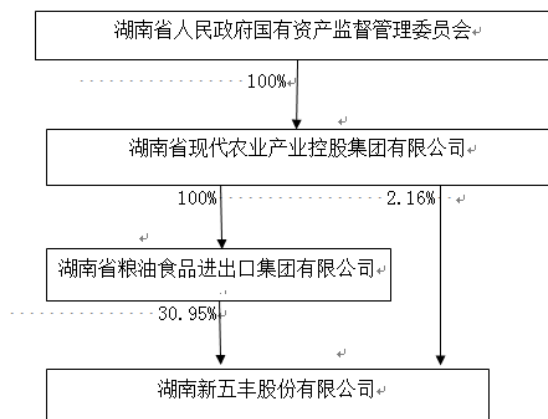 湖南省人民政府国有资产监督管理委员会
100%
湖南省现代农业产业控股集团有限公司
100% 2.16%
湖南省粮油食品进出口集团有限公司
30.95%
湖南新五丰股份有限公司